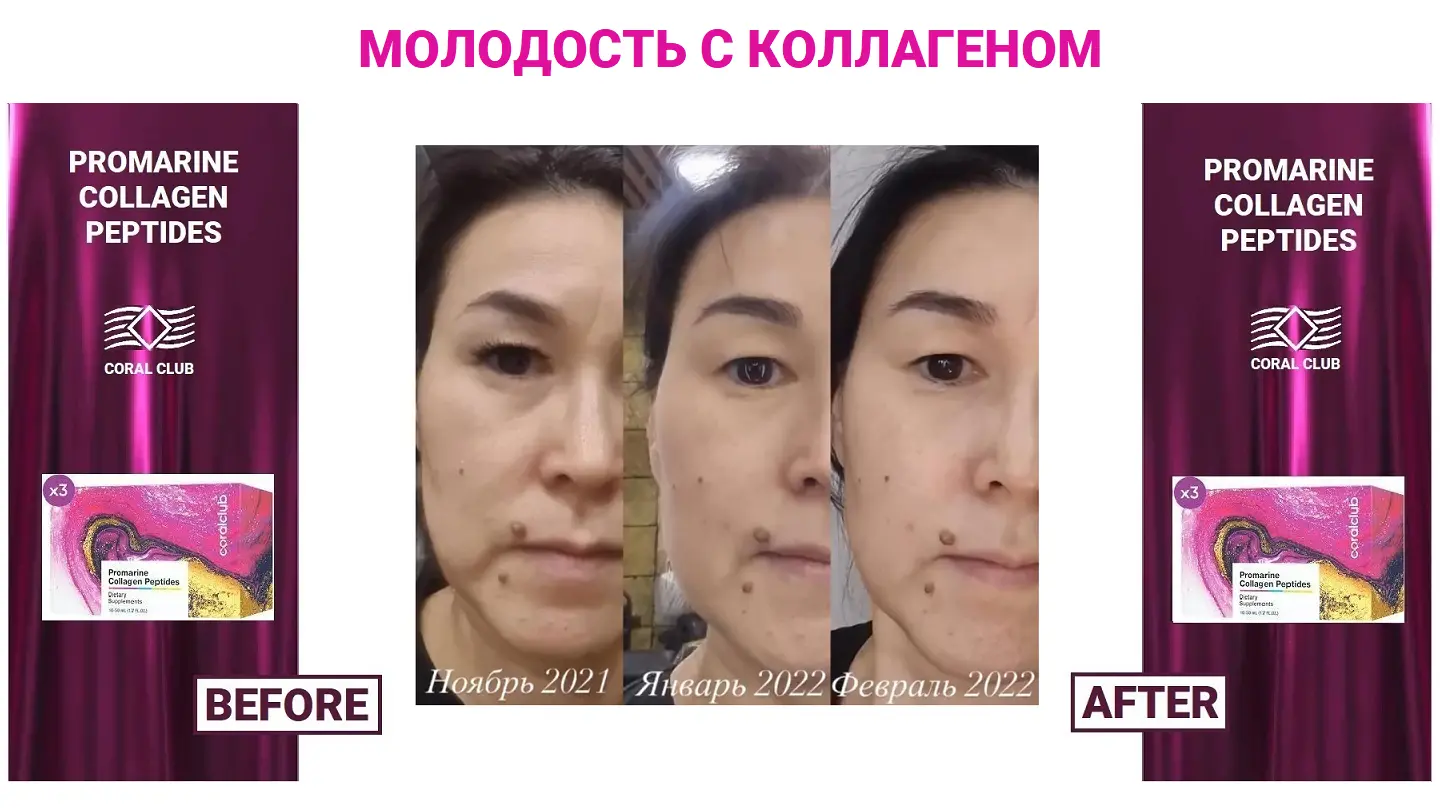 МОЛОДОСТЬ С КОЛЛАГЕНОМ
PROMARINE
COLLAGEN
PEPTIDES
CORAL CLUB
x3
coralclub
Promarine
Collagen Peptides
Dietary
Supplements
BEFORE
Ноябрь 2021
Январь 2022
Февраль 2022
PROMARINE
COLLAGEN
PEPTIDES
CORAL CLUB
x3
coralclub
Promarine
Collagen Peptides
Dietary
Supplements
AFTER